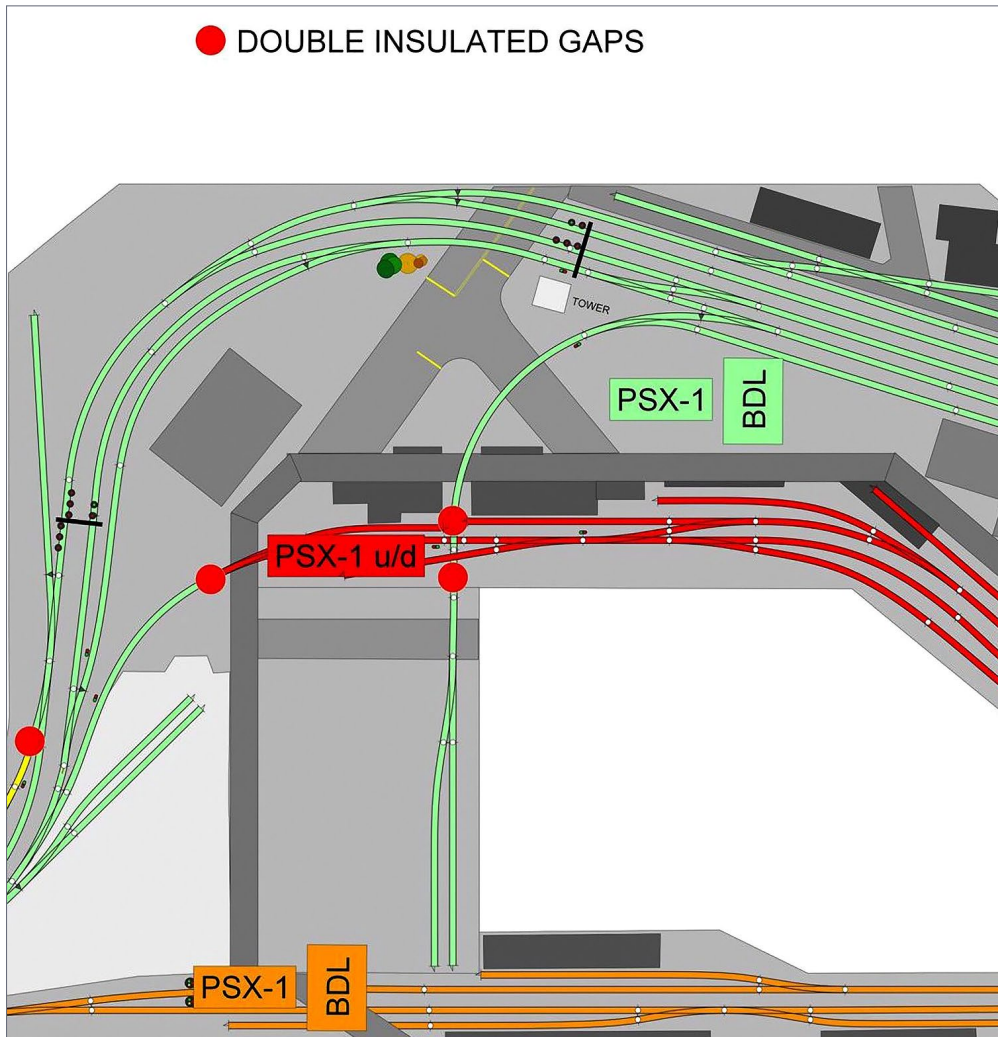 DOUBLE INSULATED GAPS
TOWER
PSX-1
BDL
PSX-1 u/d
PSX-1
BDL